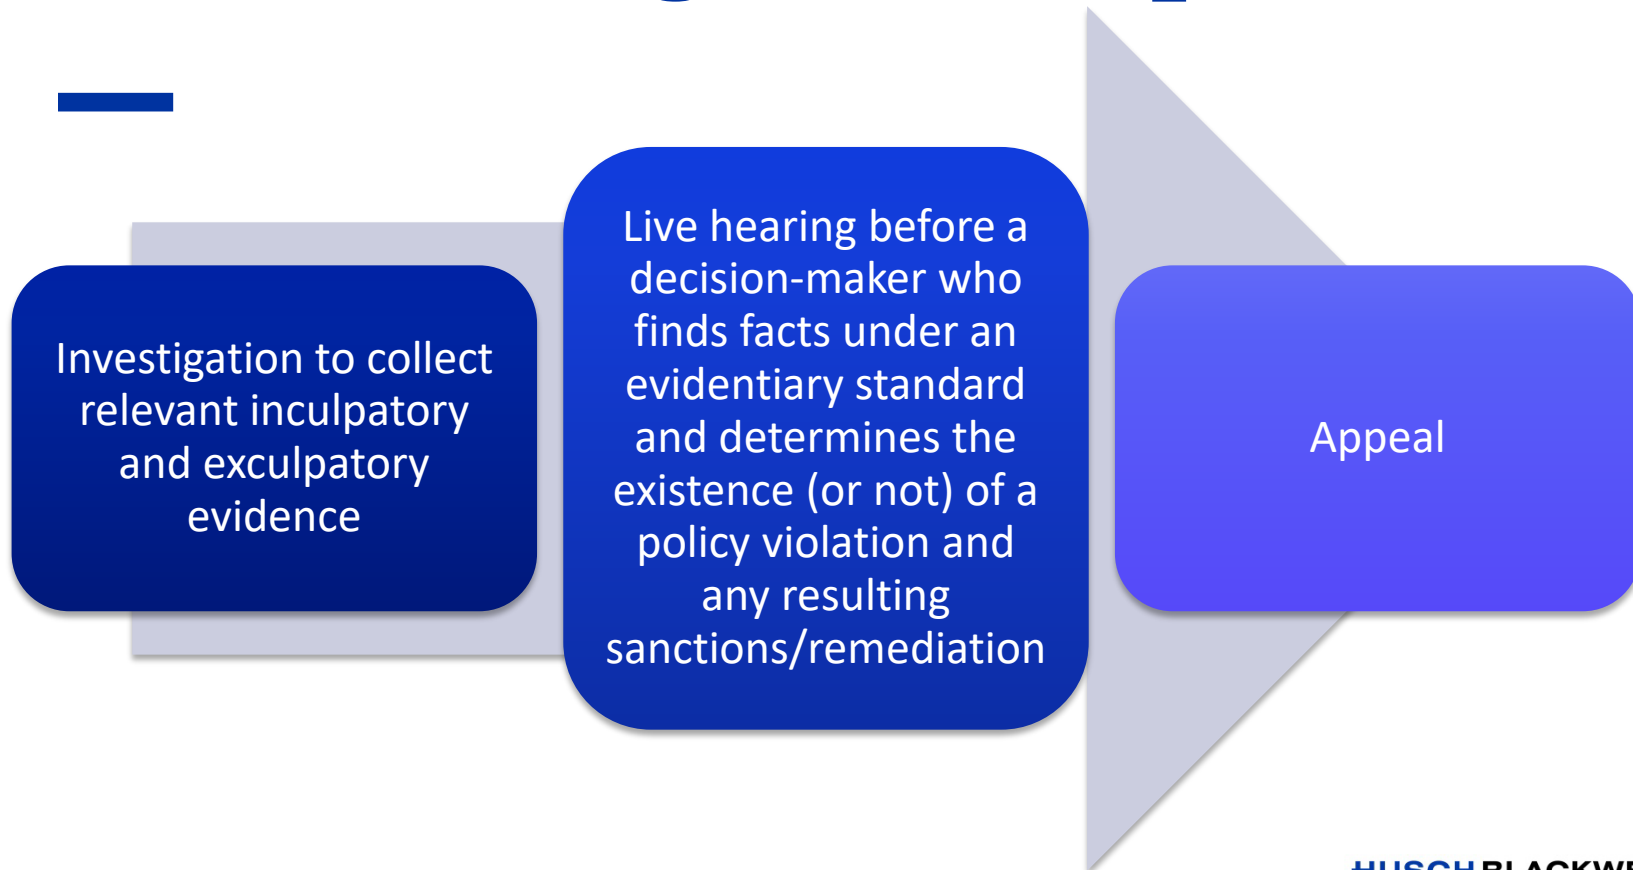 Investigation to collect
relevant inculpatory
and exculpatory
evidence
Live hearing before a
decision-maker who
finds facts under an
evidentiary standard
and determines the
existence (or not) of a
policy violation and
any resulting
sanctions/remediation
Appeal
HUSCH